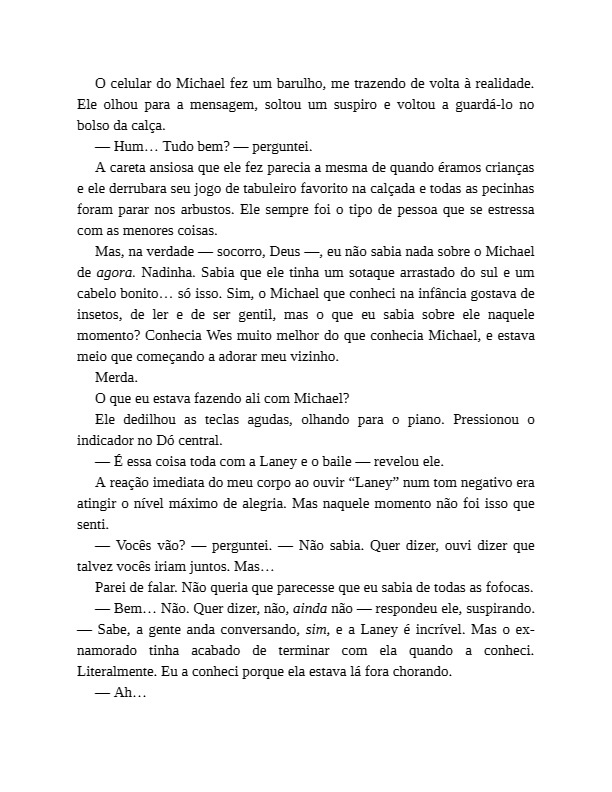 O celular do Michael fez um barulho, me trazendo de volta à realidade.
Ele olhou para a mensagem, soltou um suspiro e voltou a guardá-lo no
bolso da calça.
— Hum… Tudo bem? — perguntei.
A careta ansiosa que ele fez parecia a mesma de quando éramos crianças
e ele derrubara seu jogo de tabuleiro favorito na calçada e todas as pecinhas
foram parar nos arbustos. Ele sempre foi o tipo de pessoa que se estressa
com as menores coisas.
Mas, na verdade — socorro, Deus —, eu não sabia nada sobre o Michael
de agora. Nadinha. Sabia que ele tinha um sotaque arrastado do sul e um
cabelo bonito… só isso. Sim, o Michael que conheci na infância gostava de
insetos, de ler e de ser gentil, mas o que eu sabia sobre ele naquele
momento? Conhecia Wes muito melhor do que conhecia Michael, e estava
meio que começando a adorar meu vizinho.
Merda.
O que eu estava fazendo ali com Michael?
Ele dedilhou as teclas agudas, olhando para o piano. Pressionou o
indicador no Dó central.
— É essa coisa toda com a Laney e o baile — revelou ele.
A reação imediata do meu corpo ao ouvir “Laney” num tom negativo era
atingir o nível máximo de alegria. Mas naquele momento não foi isso que
senti.
— Vocês vão? — perguntei. — Não sabia. Quer dizer, ouvi dizer que
talvez vocês iriam juntos. Mas…
Parei de falar. Não queria que parecesse que eu sabia de todas as fofocas.
— Bem… Não. Quer dizer, não, ainda não — respondeu ele, suspirando.
— Sabe, a gente anda conversando, sim, e a Laney é incrível. Mas o ex-
namorado tinha acabado de terminar com ela quando a conheci.
Literalmente. Eu a conheci porque ela estava lá fora chorando.
— Ah…